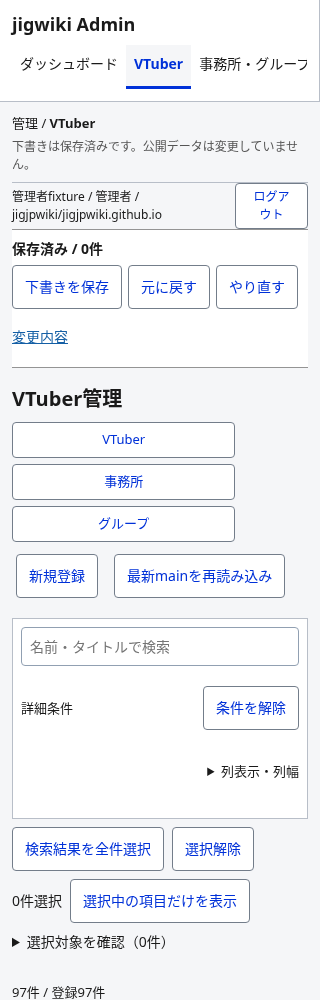 jigwiki Admin
ダッシュボード VTuber 事務所・グループ
管理 / VTuber
下書きは保存済みです。公開データは変更していませ
ん。
管理者fixture / 管理者 /
jigjpwiki/jigjpwiki.github.io
ログア
ウト
保存済み / 0件
下書きを保存 元に戻す やり直す
変更内容
VTuber管理
VTuber
事務所
グループ
新規登録 最新mainを再読み込み
名前・タイトルで検索
詳細条件 条件を解除
▶ 列表示・列幅
検索結果を全件選択 選択解除
0件選択 選択中の項目だけを表示
▶ 選択対象を確認（0件）
97件 / 登録97件